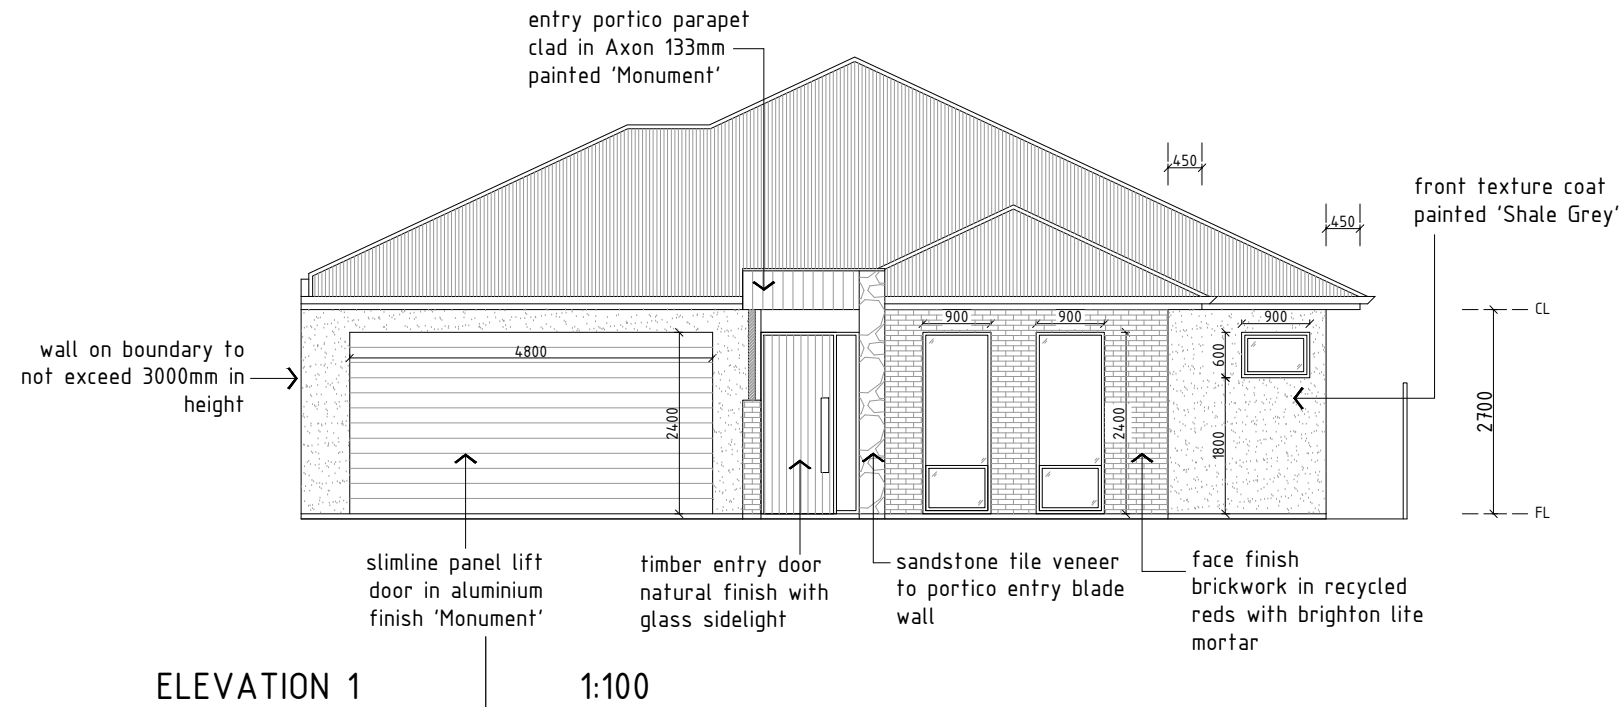 entry portico parapet
clad in Axon 133mm
painted 'Monument'
450
front texture coat
painted 'Shale Grey'
450
CL
900
900
900
wall on boundary to
not exceed 3000mm in
height
4800
600
2400
2400
1800
2700
FL
slimline panel lift
door in aluminium
finish 'Monument'
timber entry door
natural finish with
glass sidelight
sandstone tile veneer
to portico entry blade
wall
face finish
brickwork in recycled
reds with brighton lite
mortar
ELEVATION 1 1:100